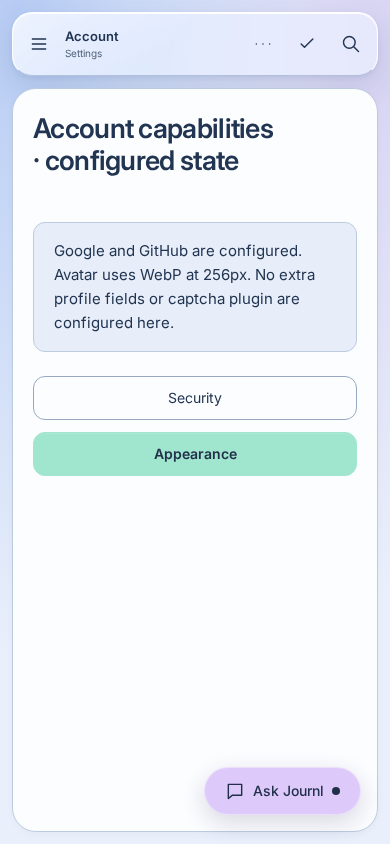 Account
Settings
...
Account capabilities
· configured state
Google and GitHub are configured.
Avatar uses WebP at 256px. No extra
profile fields or captcha plugin are
configured here.
Security
Appearance
Ask Journl